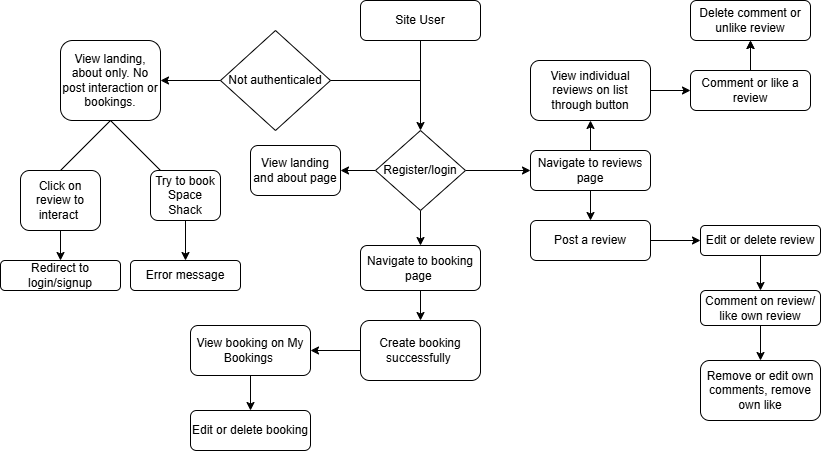 Site User
Delete comment or
unlike review
View landing,
about only. No
post interaction or
bookings.
Not authenticaled
View individual
reviews on list
through button
Comment or like a
review
View landing
and about page
Register/login
Navigate to reviews
page
Click on
review to
interact
Try to book
Space
Shack
Post a review
Edit or delete review
Redirect to
login/signup
Error message
Navigate to booking
page
Comment on review/
like own review
View booking on My
Bookings
Create booking
successfully
Remove or edit own
comments, remove
own like
Edit or delete booking